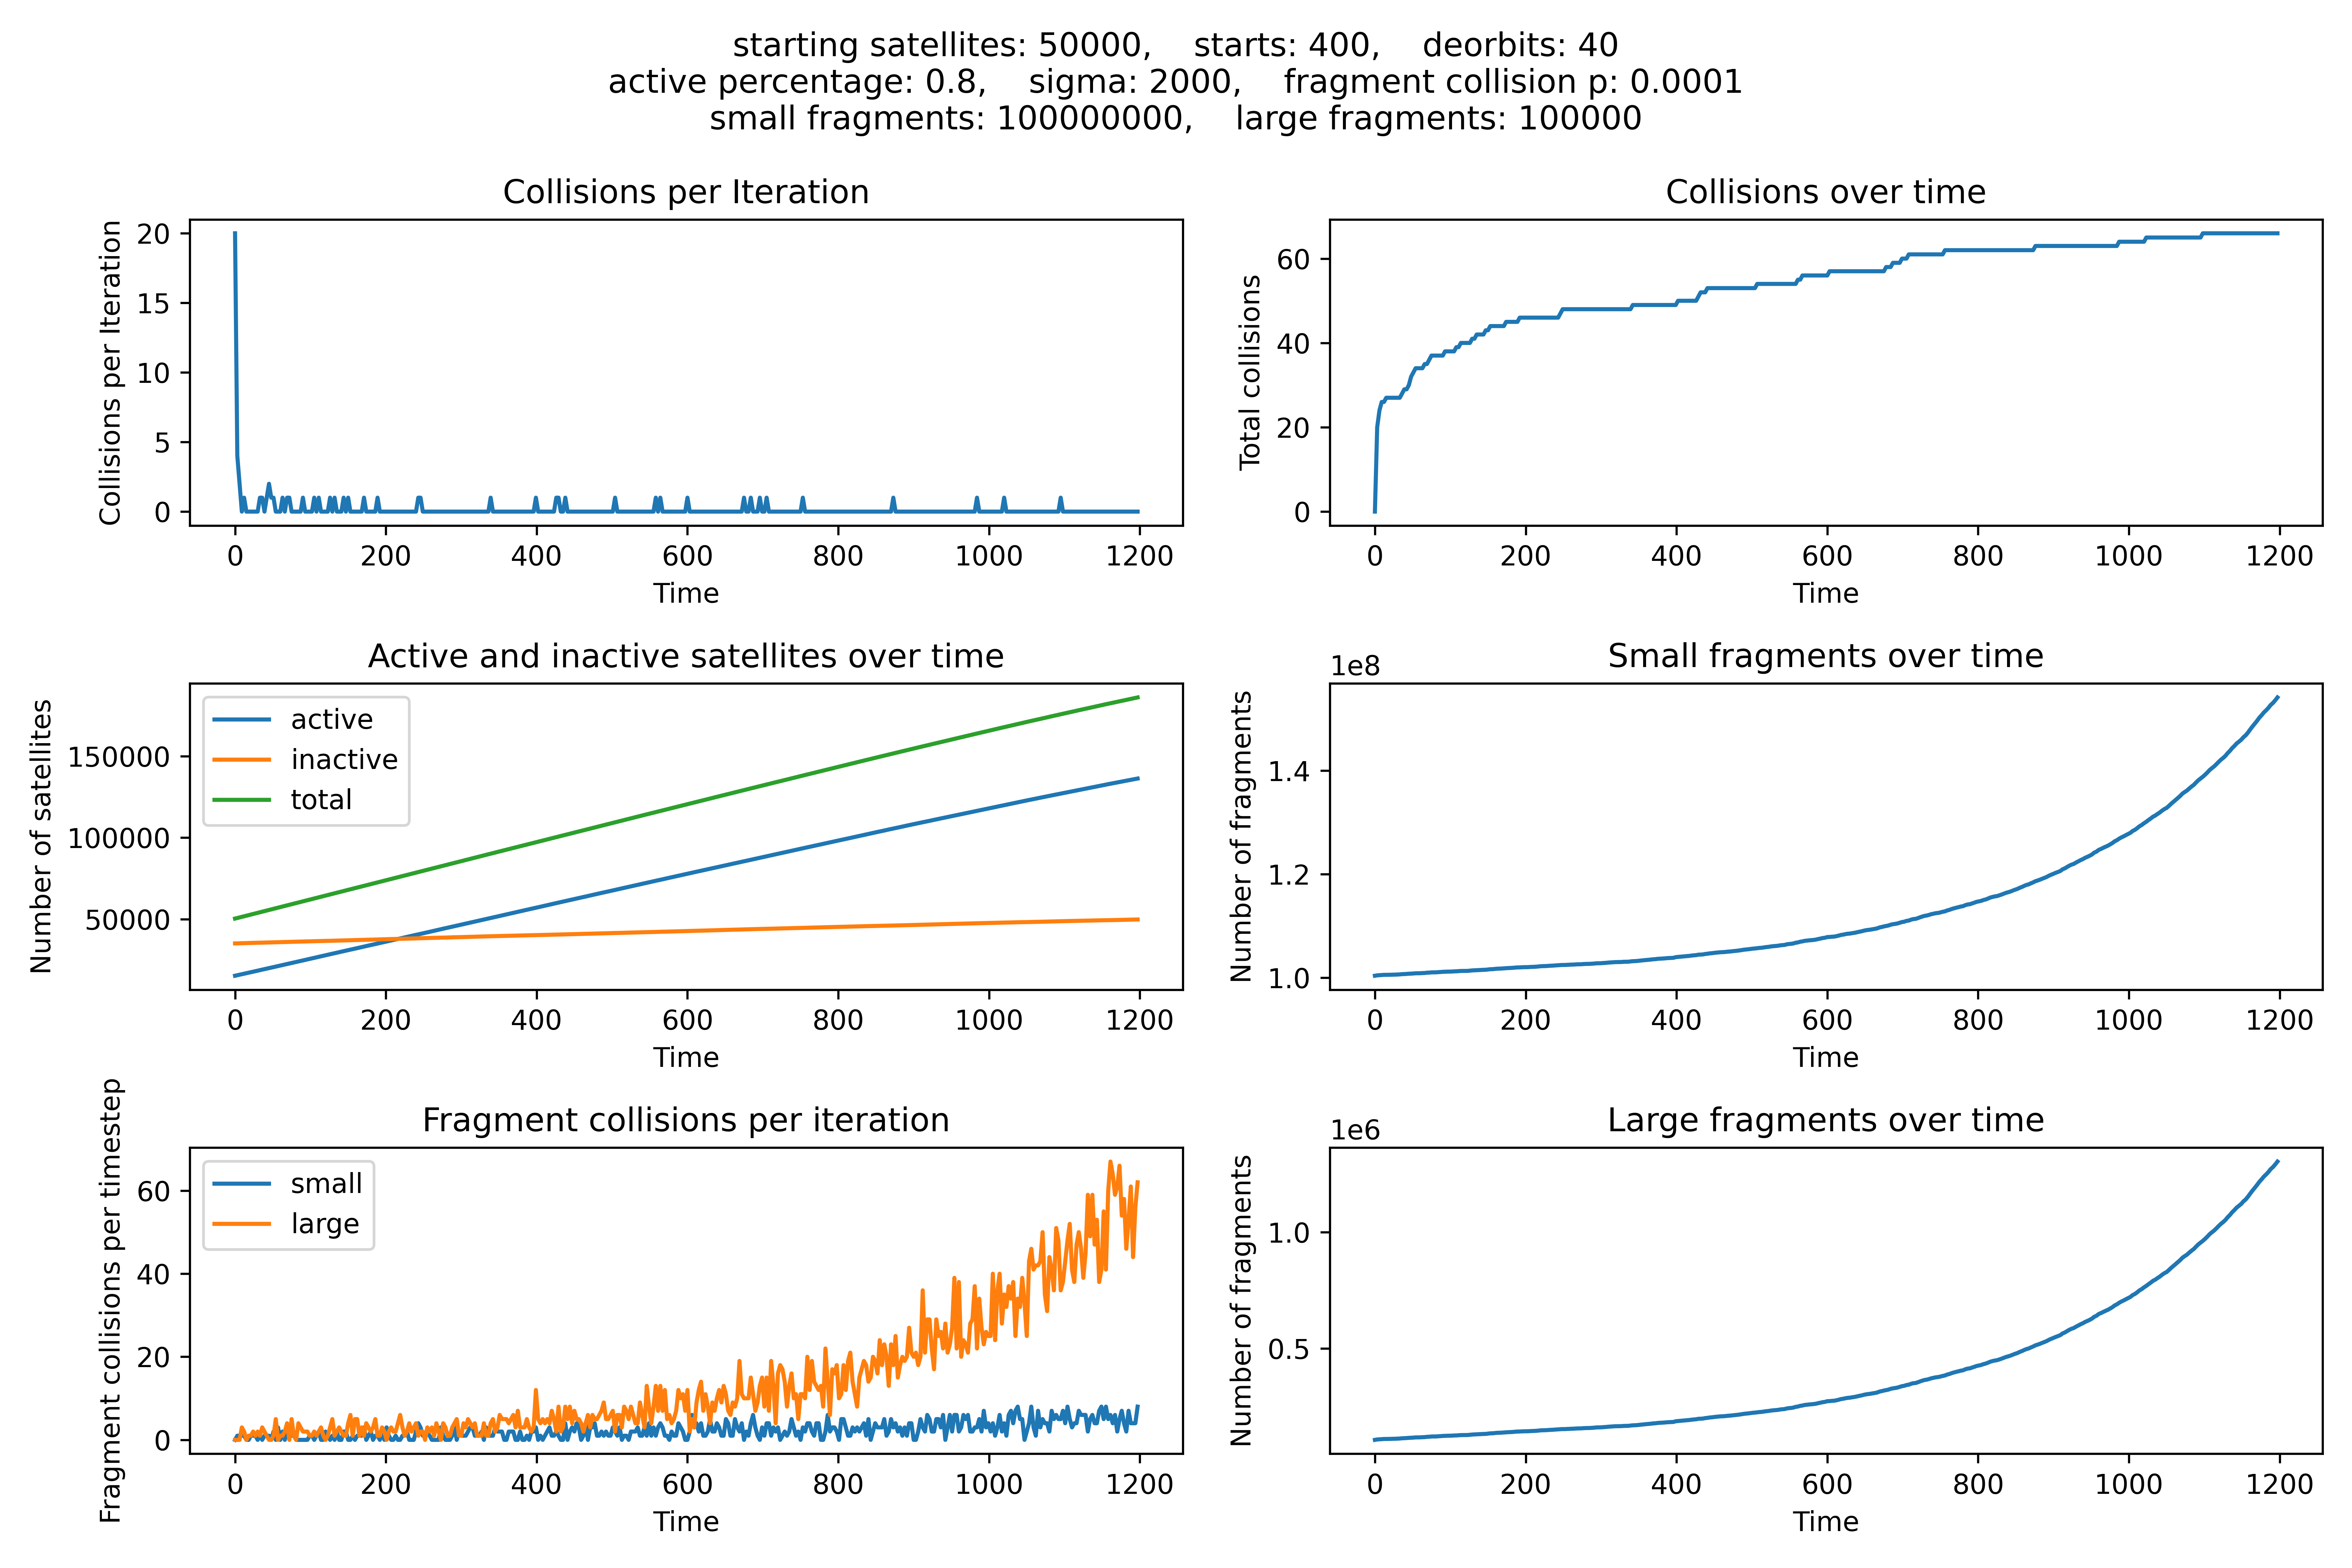 starting satellites: 50000,    starts: 400,    deorbits: 40
active percentage: 0.8,    sigma: 2000,    fragment collision p: 0.0001
small fragments: 100000000,    large fragments: 100000
Collisions per Iteration
Collisions per Iteration
20
15
10
5
0
0 200 400 600 800 1000 1200
Time
Collisions over time
Total collisions
60
40
20
0
0 200 400 600 800 1000 1200
Time
Active and inactive satellites over time
Number of satellites
150000
100000
50000
active
inactive
total
0 200 400 600 800 1000 1200
Time
Small fragments over time
1e8
Number of fragments
1.4
1.2
1.0
0 200 400 600 800 1000 1200
Time
Fragment collisions per iteration
Fragment collisions per timestep
60
40
20
0
small
large
0 200 400 600 800 1000 1200
Time
Large fragments over time
1e6
Number of fragments
1.0
0.5
0 200 400 600 800 1000 1200
Time